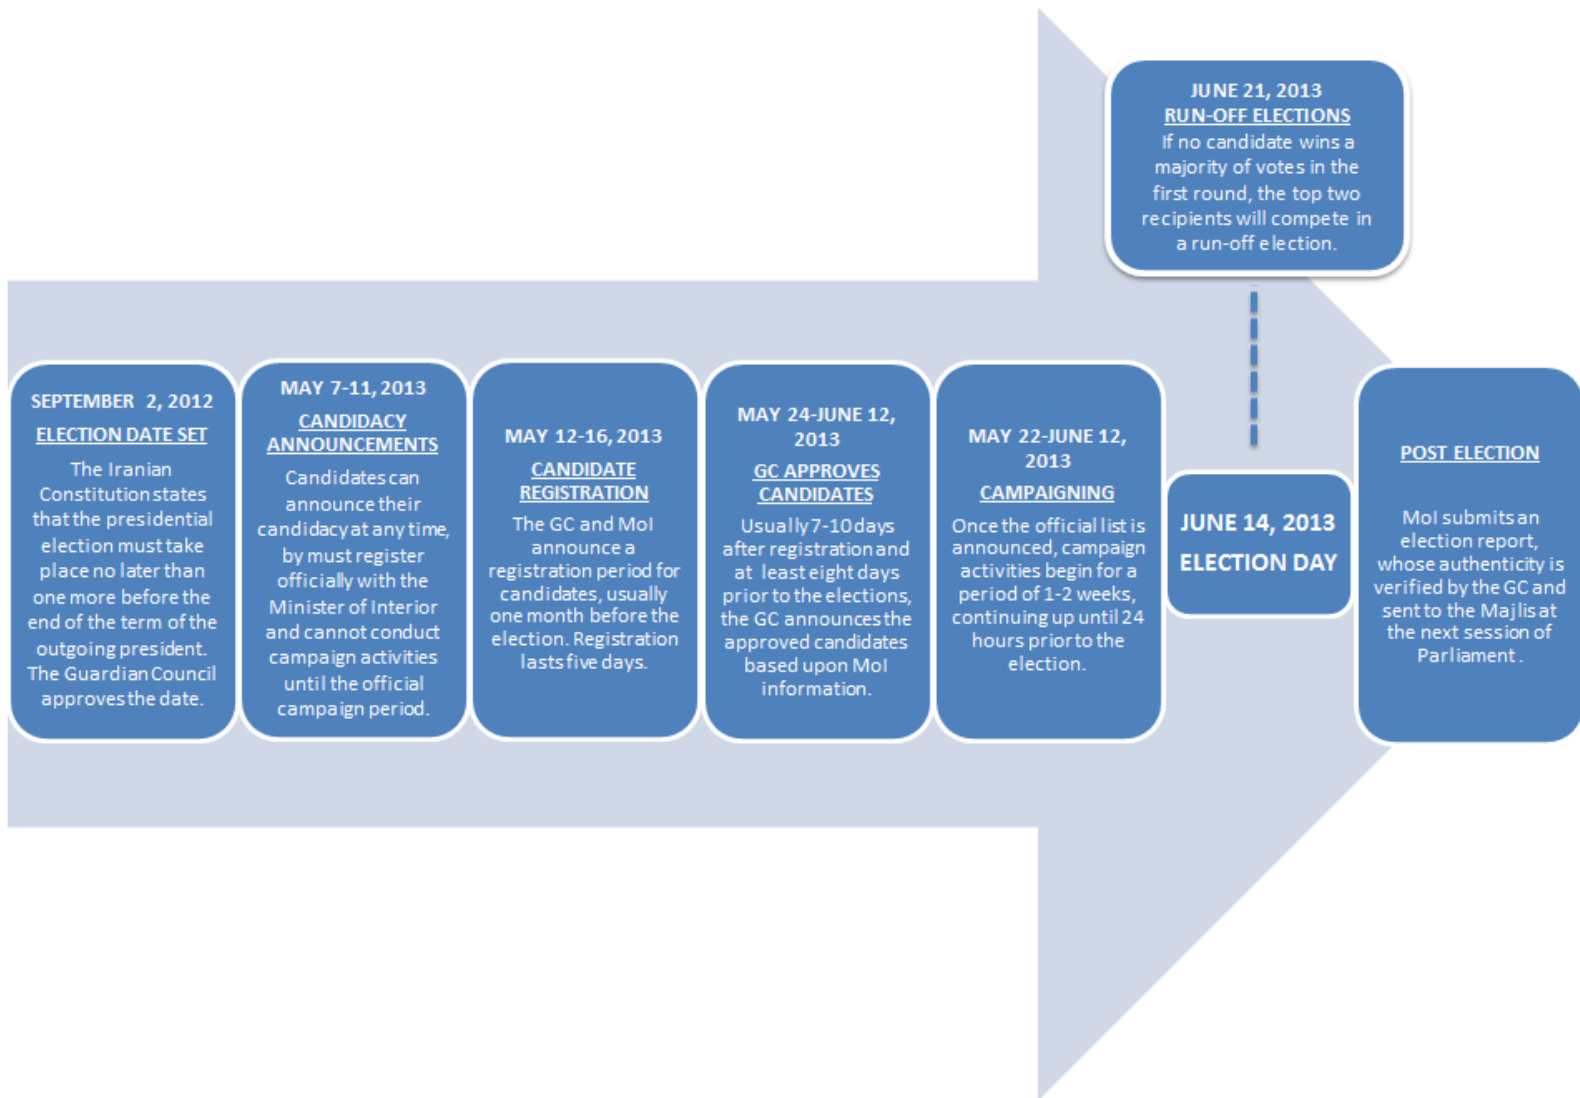 SEPTEMBER 2, 2012
ELECTION DATE SET
The Iranian
Constitution states
that the presidential
election must take
place no later than
one more before the
end of the term of the
outgoing president.
The Guardian Council
approves the date.
MAY 7-11, 2013
CANDIDACY
ANNOUNCEMENTS
Candidates can
announce their
candidacy at any time,
by must register
officially with the
Minister of Interior
and cannot conduct
campaign activities
until the official
campaign period.
MAY 12-16, 2013
CANDIDATE
REGISTRATION
The GC and MoI
announce a
registration period for
candidates, usually
one month before the
election. Registration
lasts five days.
MAY 24-JUNE 12,
2013
GC APPROVES
CANDIDATES
Usually 7-10 days
after registration and
at least eight days
prior to the elections,
the GC announces the
approved candidates
based upon MoI
information.
MAY 22-JUNE 12,
2013
CAMPAIGNING
Once the official list is
announced, campaign
activities begin for a
period of 1-2 weeks,
continuing up until 24
hours prior to the
election.
JUNE 21, 2013
RUN-OFF ELECTIONS
If no candidate wins a
majority of votes in the
first round, the top two
recipients will compete in
a run-off election.
JUNE 14, 2013
ELECTION DAY
POST ELECTION
MoI submits an
election report,
whose authenticity is
verified by the GC and
sent to the Majlis at
the next session of
Parliament.